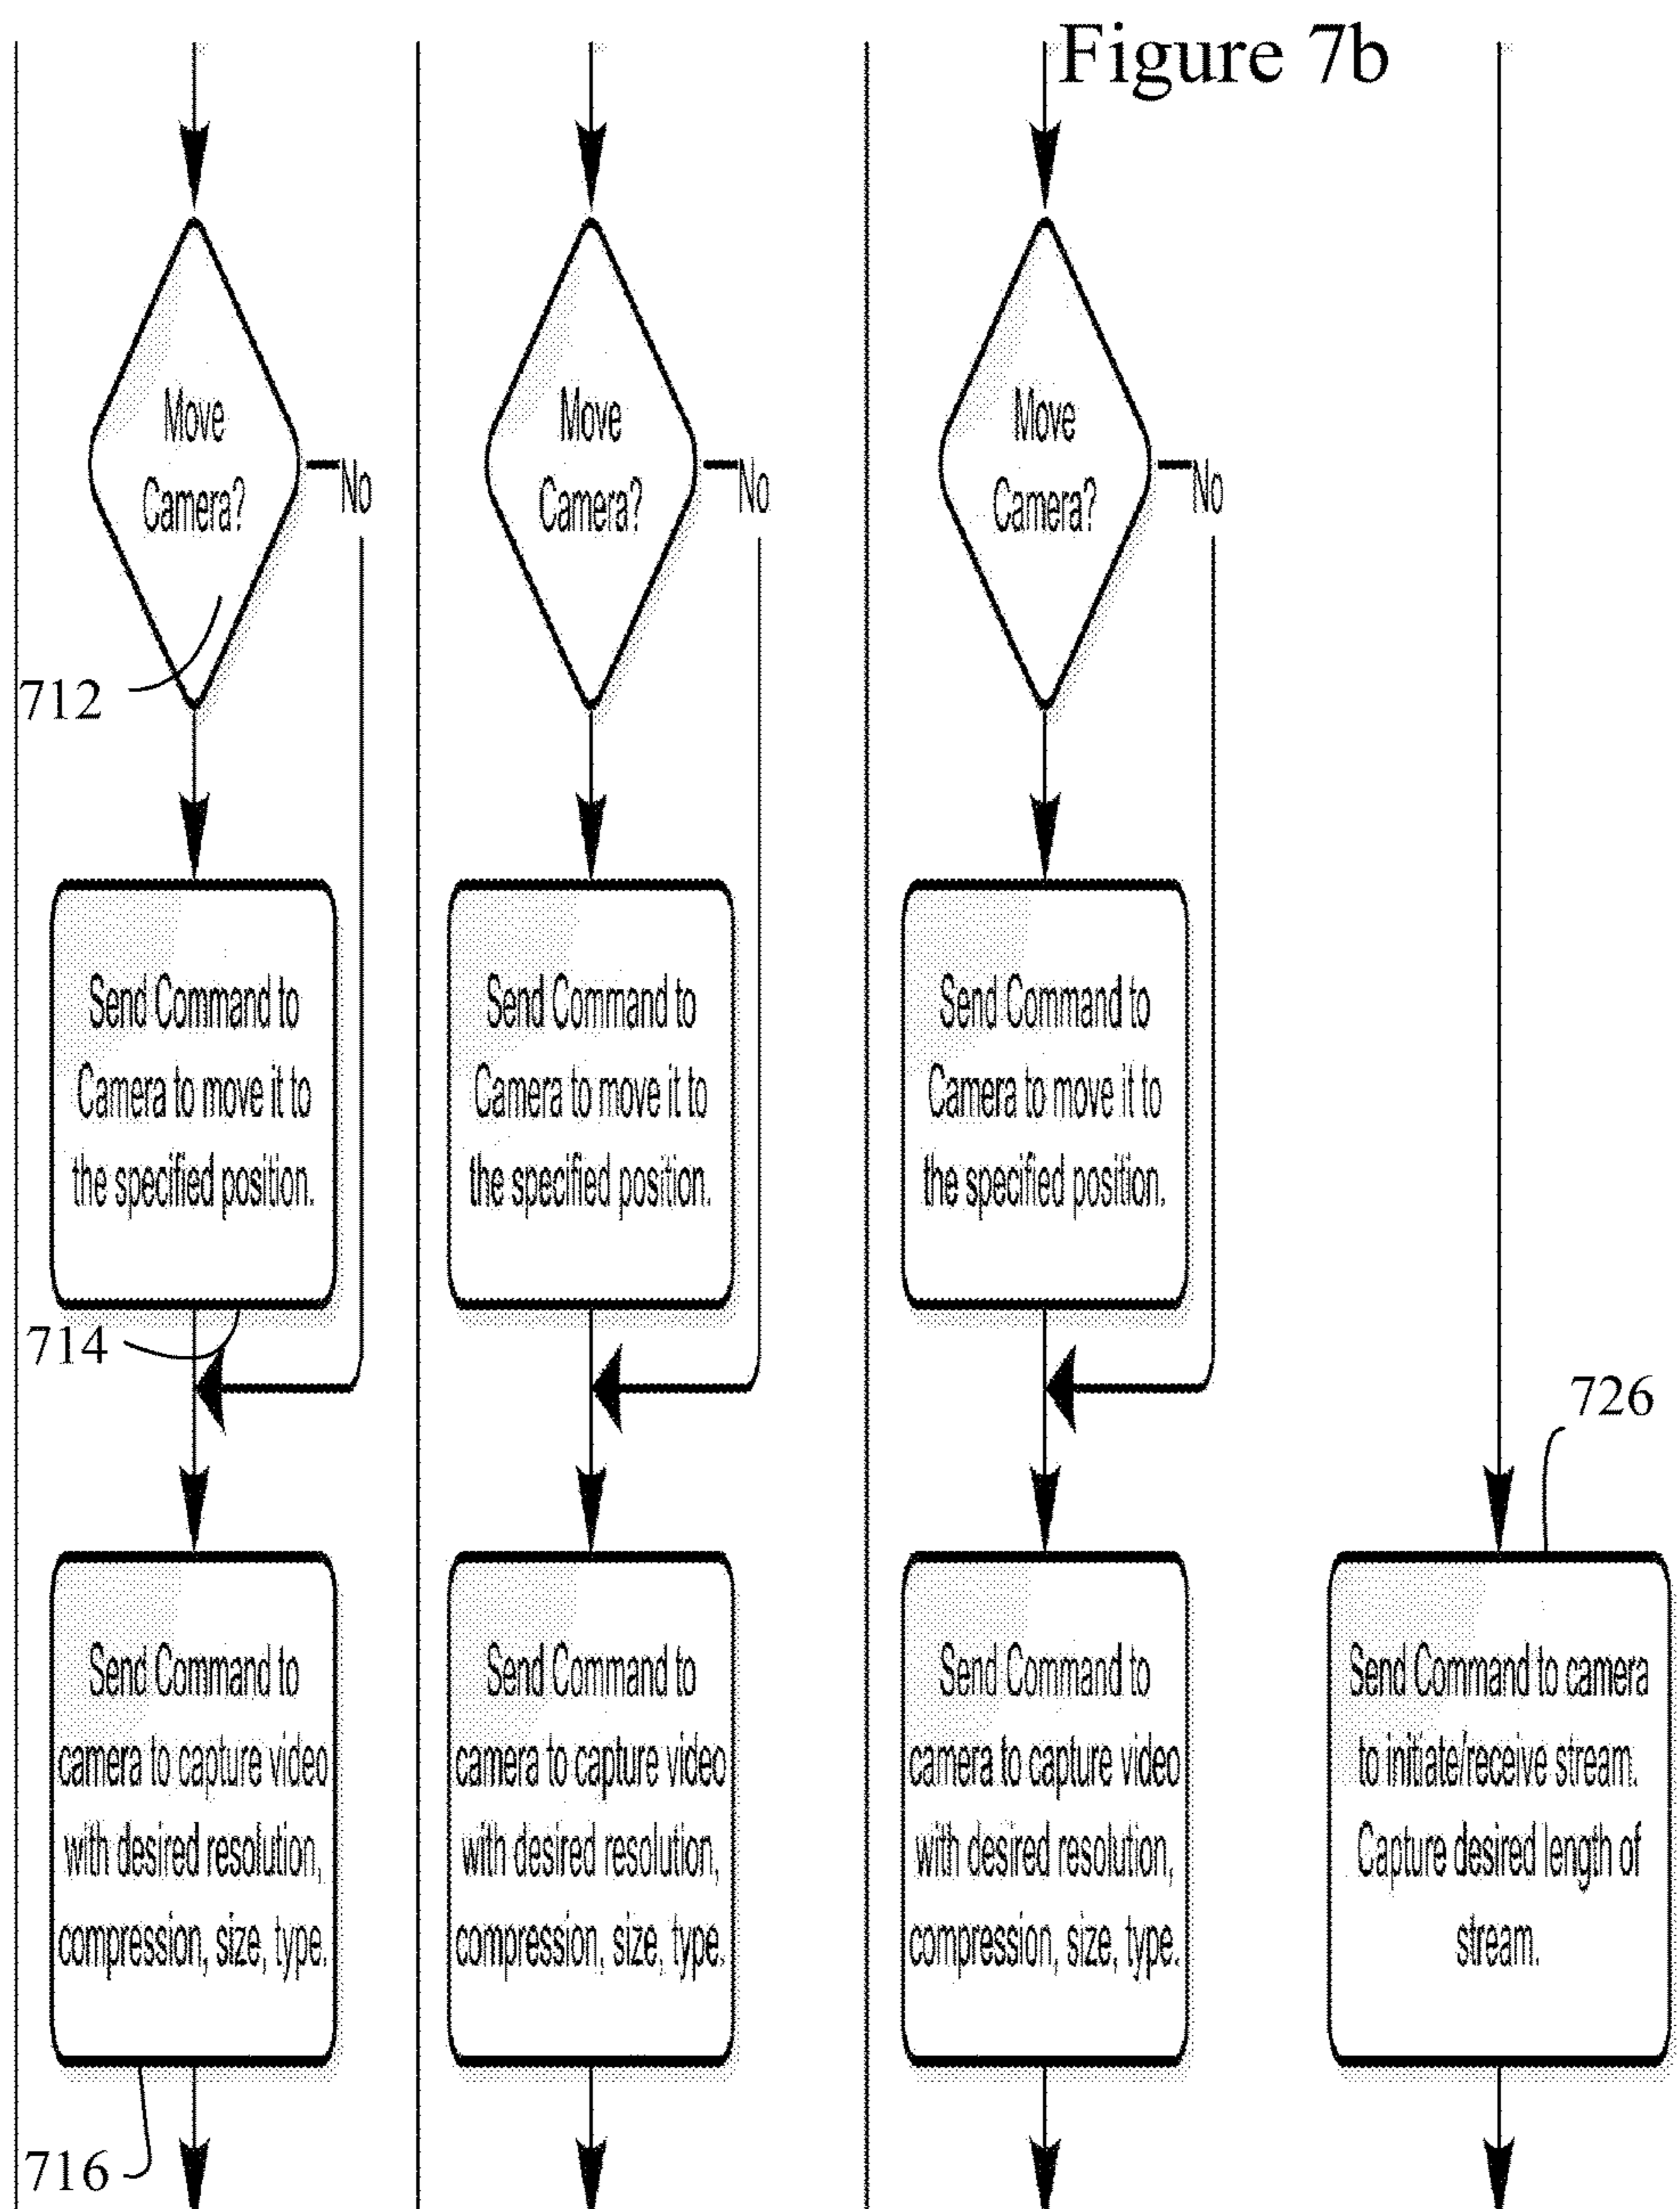 Figure 7b
Move
Camera?
No
712
Send Command to
Camera to move it to
the specified position.
714
Send Command to
camera to capture video
with desired resolution,
compression, size, type.
716
Move
Camera?
No
Send Command to
Camera to move it to
the specified position.
Send Command to
camera to capture video
with desired resolution,
compression, size, type.
Move
Camera?
No
Send Command to
Camera to move it to
the specified position.
Send Command to
camera to capture video
with desired resolution,
compression, size, type.
726
Send Command to camera
to initiate/receive stream.
Capture desired length of
stream.